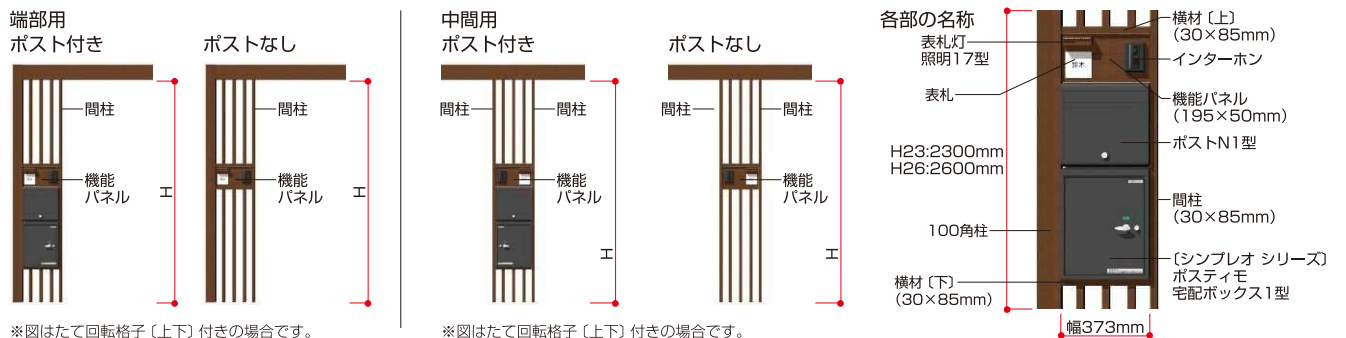 端部用
ポスト付き
ポストなし
間柱
機能
パネル
H
間柱
機能
パネル
H
※図はたて回転格子〔上下〕付きの場合です。
中間用
ポスト付き
ポストなし
間柱
間柱
機能
パネル
H
間柱
間柱
機能
パネル
H
※図はたて回転格子〔上下〕付きの場合です。
各部の名称
表札灯
照明17型
表札
H23:2300mm
H26:2600mm
100角柱
横材〔下〕
（30×85mm）
横材〔上〕
（30×85mm）
インターホン
機能パネル
（195×50mm）
ポストN1型
間柱
（30×85mm）
〔シンプレオ シリーズ〕
ポスティモ
宅配ボックス1型
幅373mm